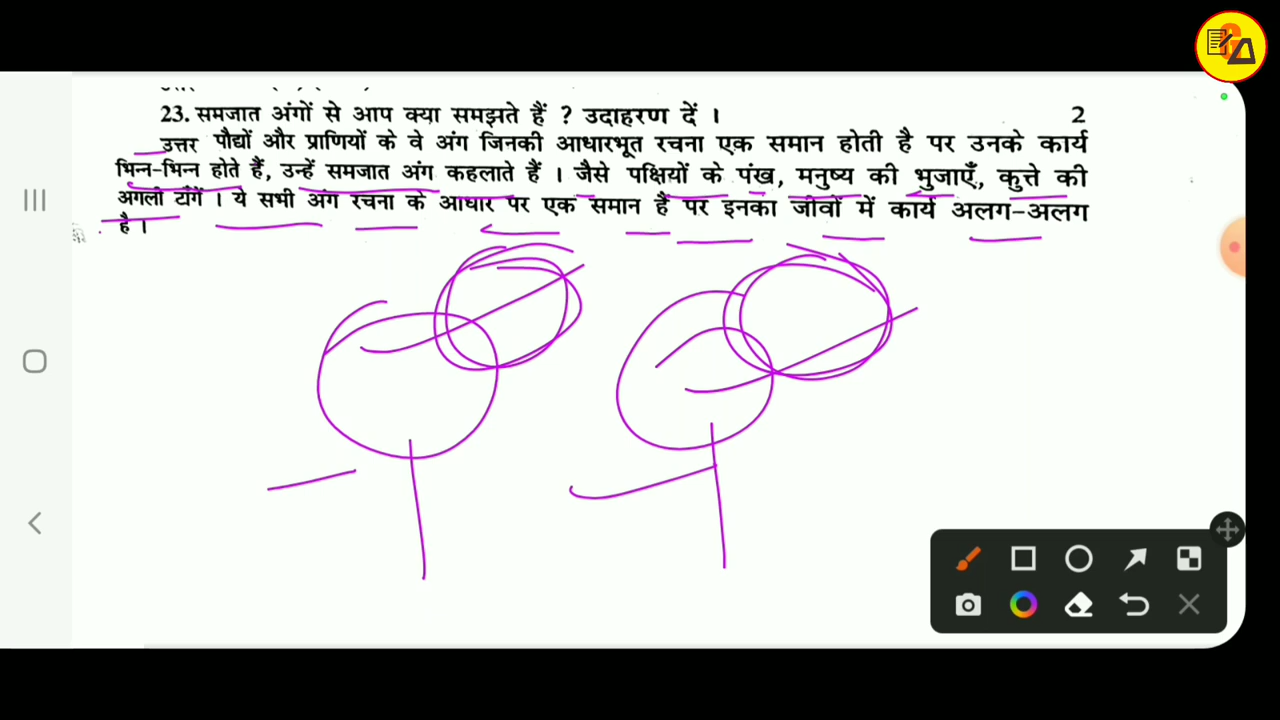 23. समजात अंगों से आप क्या समझते हैं ? उदाहरण दें । 2
उत्तर पौद्यों और प्राणियों के वे अंग जिनकी आधारभूत रचना एक समान होती है पर उनके कार्य
भिन्न-भिन्न होते हैं, उन्हें समजात अंग कहलाते हैं । जैसे पक्षियों के पंख, मनुष्य की भुजाएँ, कुत्ते की
अगली टाँगें । ये सभी अंग रचना के आधार पर एक समान हैं पर इनका जीवों में कार्य अलग-अलग
है ।